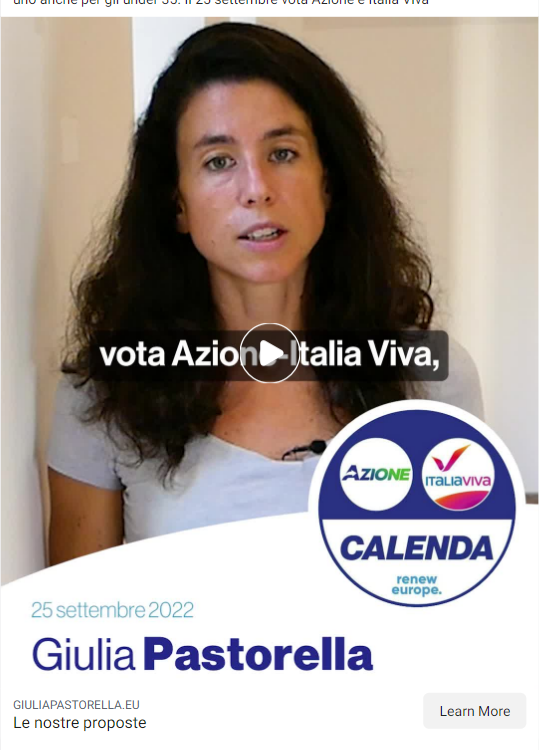 uno anche per gli under 35. Il 25 settembre vota Azione e Italia Viva
vota Azione-Italia Viva,
AZIONE
ITALIAVIVA
CALENDA
renew
europe.
25 settembre 2022
Giulia Pastorella
GIULIAPASTORELLA.EU
Le nostre proposte
Learn More